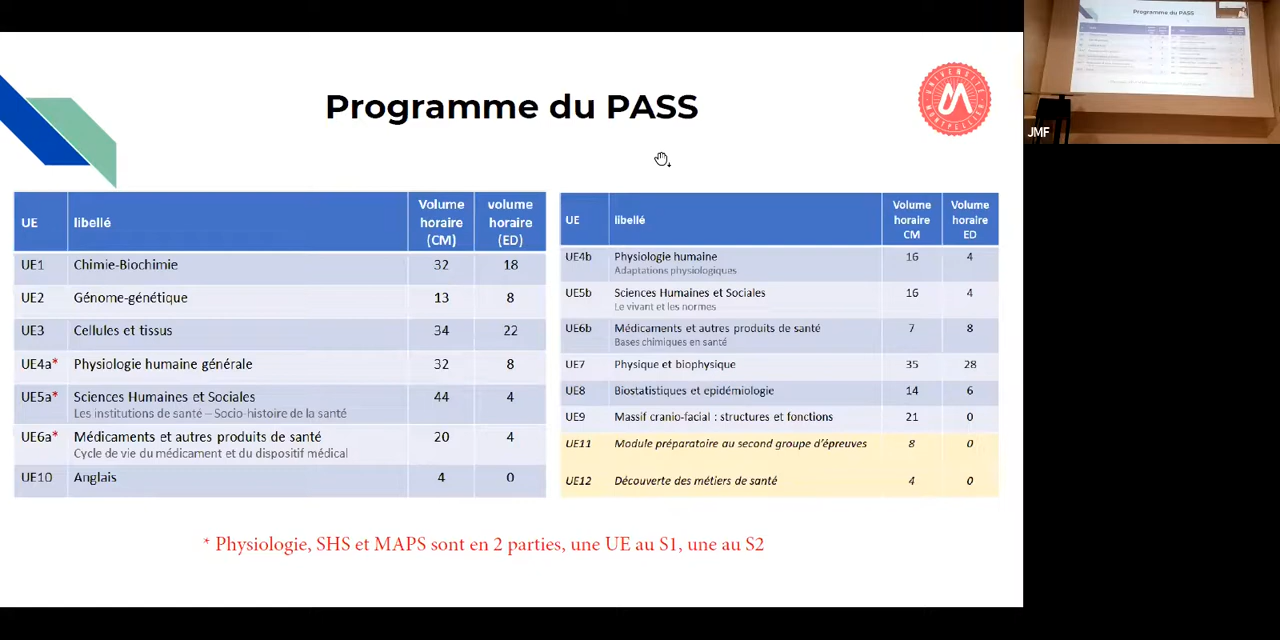 Programme du PASS
UNIVERSITÉ
MONTPELLIER
JMF
Programme du PASS
UE libellé Volume horaire (CM) volume horaire (ED)
UE1 Chimie-Biochimie 32 18
UE2 Génome-génétique 13 8
UE3 Cellules et tissus 34 22
UE4a* Physiologie humaine générale 32 8
UE5a* Sciences Humaines et Sociales 44 4
Les institutions de santé – Socio-histoire de la santé
UE6a* Médicaments et autres produits de santé 20 4
Cycle de vie du médicament et du dispositif médical
UE10 Anglais 4 0
UE libellé Volume horaire CM Volume horaire ED
UE4b Physiologie humaine 16 4
Adaptations physiologiques
UE5b Sciences Humaines et Sociales 16 4
Le vivant et les normes
UE6b Médicaments et autres produits de santé 7 8
Bases chimiques en santé
UE7 Physique et biophysique 35 28
UE8 Biostatistiques et epidémiologie 14 6
UE9 Massif cranio-facial : structures et fonctions 21 0
UE11 Module préparatoire au second groupe d'épreuves 8 0
UE12 Découverte des métiers de santé 4 0
* Physiologie, SHS et MAPS sont en 2 parties, une UE au S1, une au S2